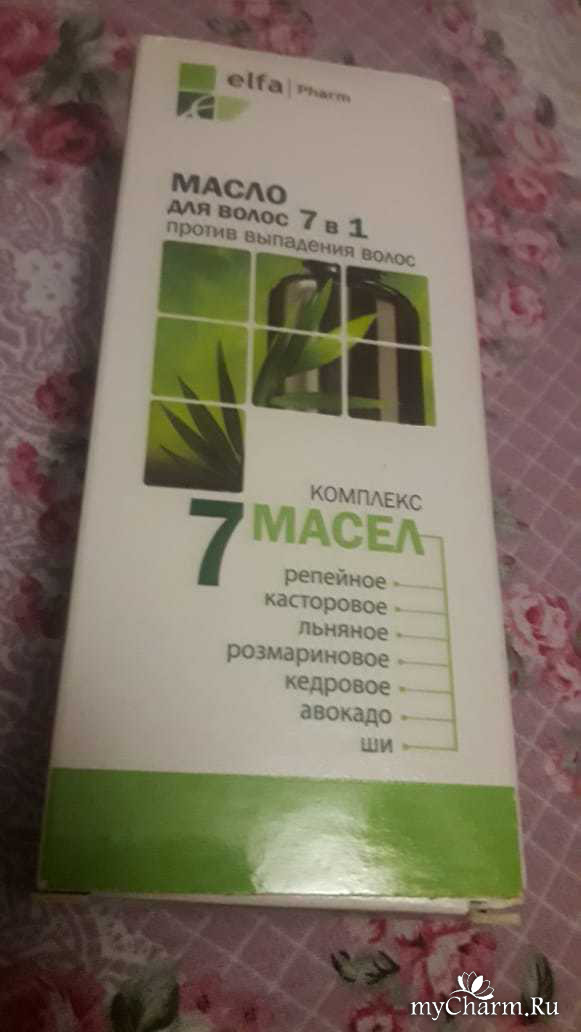 elfa | Pharm
МАСЛО
для волос 7 в 1
против выпадения волос
КОМПЛЕКС
7 МАСЕЛ
репейное
касторовое
льняное
розмариновое
кедровое
авокадо
ши
myCharm.Ru